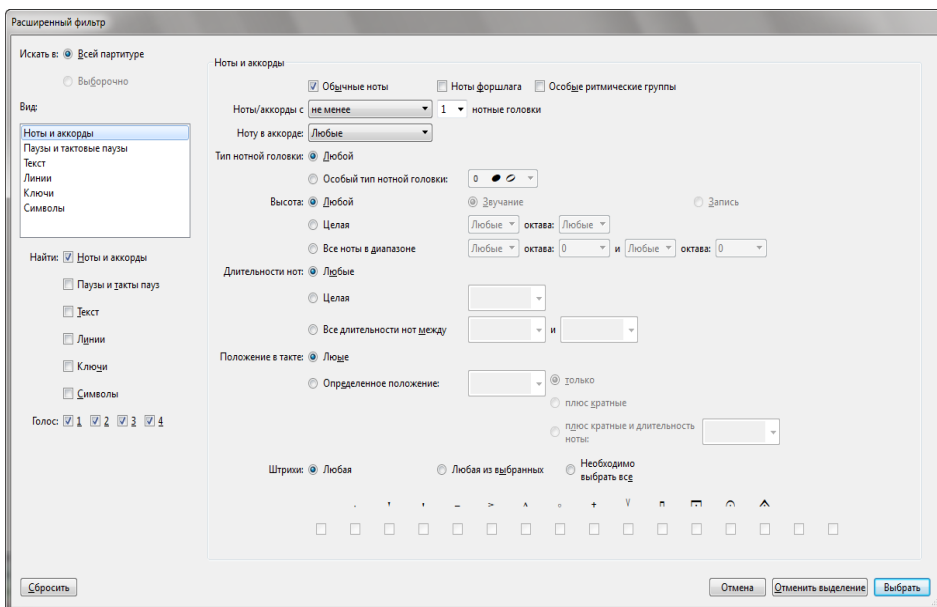 Расширенный фильтр
Искать в: Всей партитуре
Выборочно
Вид:
Ноты и аккорды
Паузы и тактовые паузы
Текст
Линии
Ключи
Символы
Найти: Ноты и аккорды
Паузы и такты пауз
Текст
Линии
Ключи
Символы
Голос: 1 2 3 4
Ноты и аккорды
Обычные ноты Ноты форшлага Особые ритмические группы
Ноты/аккорды с не менее 1 нотные головки
Ноту в аккорде: Любые
Тип нотной головки: Любой
Особый тип нотной головки: 0
Высота: Любой Звучание Запись
Целая Любые октава: Любые
Все ноты в диапазоне Любые октава: 0 и Любые октава: 0
Длительности нот: Любые
Целая
Все длительности нот между и
Положение в такте: Люые
Определенное положение: только
плюс кратные
плюс кратные и длительность
ноты:
Штрихи: Любая Любая из выбранных Необходимо
выбрать все
Сбросить Отмена Отменить выделение Выбрать